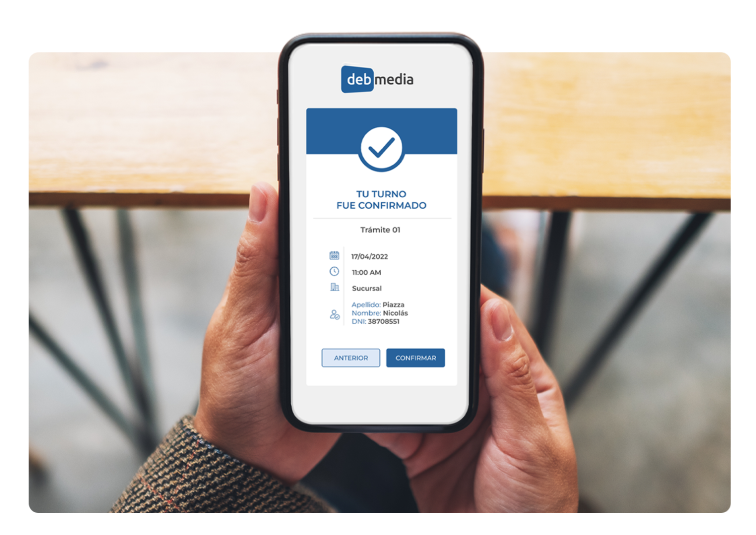 debmedia
TU TURNO
FUE CONFIRMADO
Trámite 01
17/04/2022
11:00 AM
Sucursal
Apellido: Piazza
Nombre: Nicolás
DNI: 38708551
ANTERIOR
CONFIRMAR